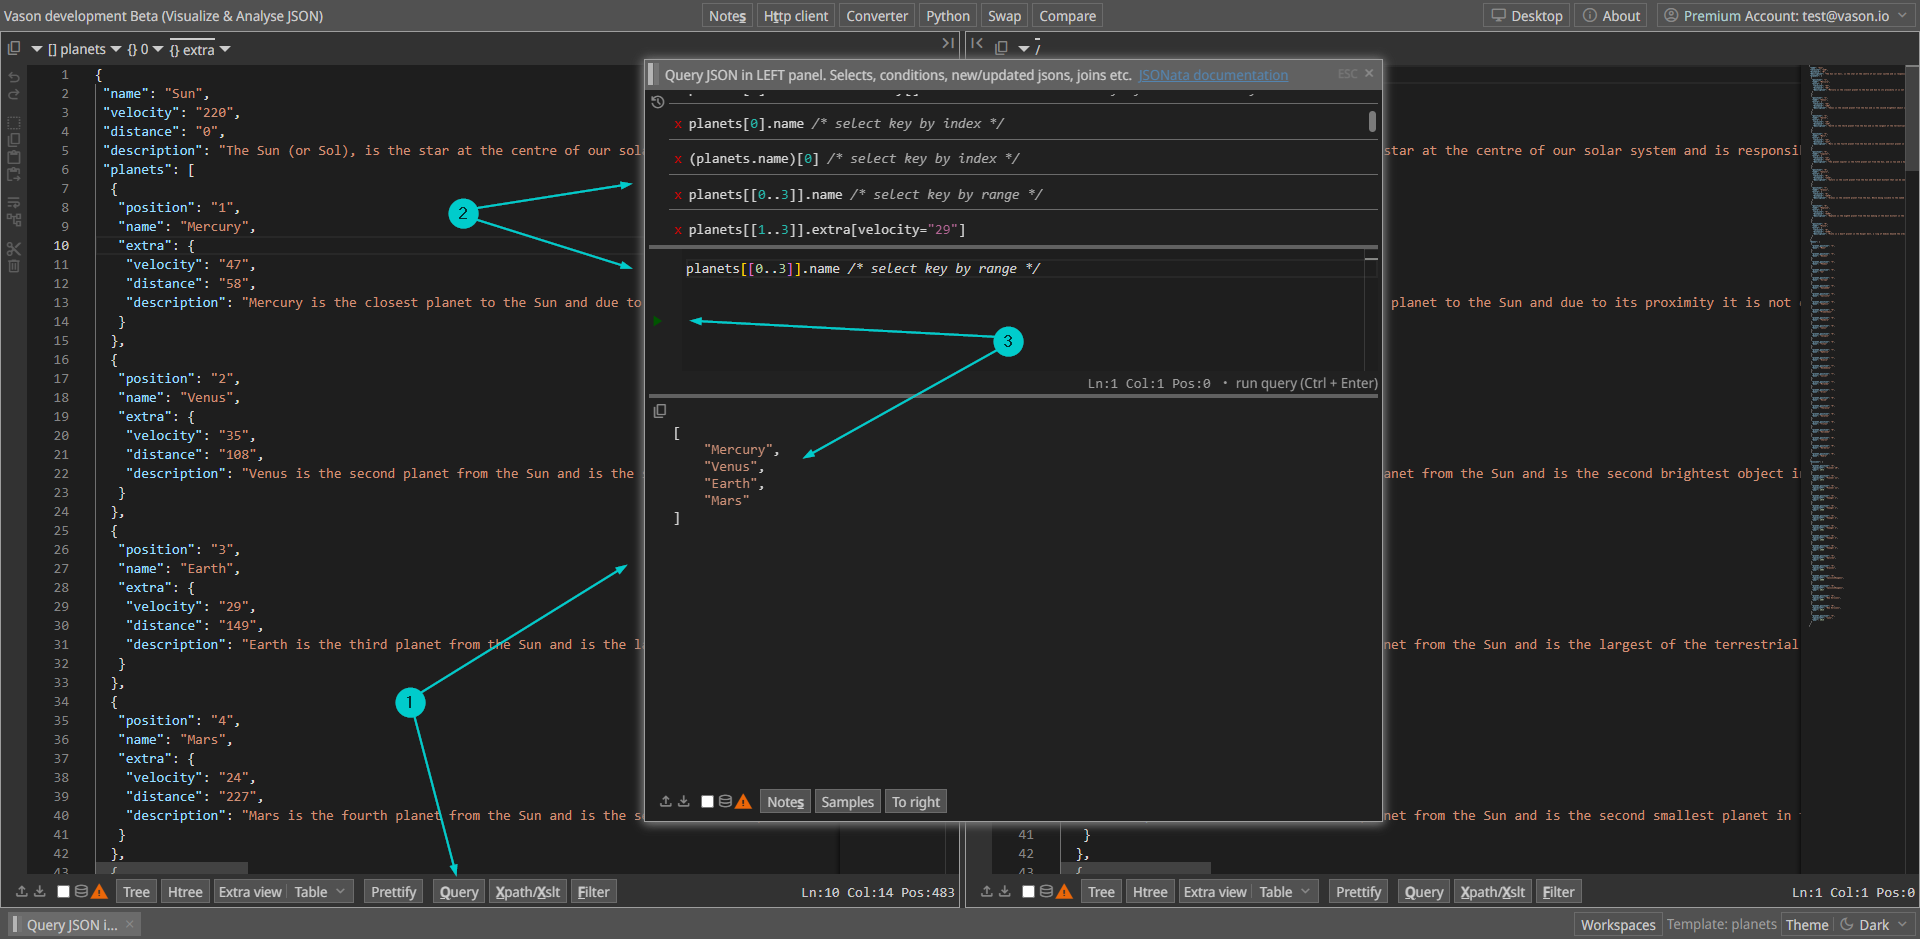 Vason development Beta (Visualize & Analyse JSON)
Notes
Http client
Converter
Python
Swap
Compare
Desktop
About
Premium Account: test@vason.io
[] planets
{} 0
{} extra
/
1 {
2 "name": "Sun",
3 "velocity": "220",
4 "distance": "0",
5 "description": "The Sun (or Sol), is the star at the centre of our sol
6 "planets": [
7 {
8 "position": "1",
9 "name": "Mercury",
10 "extra": {
11 "velocity": "47",
12 "distance": "58",
13 "description": "Mercury is the closest planet to the Sun and due to
14 }
15 },
16 {
17 "position": "2",
18 "name": "Venus",
19 "extra": {
20 "velocity": "35",
21 "distance": "108",
22 "description": "Venus is the second planet from the Sun and is the
23 }
24 },
25 {
26 "position": "3",
27 "name": "Earth",
28 "extra": {
29 "velocity": "29",
30 "distance": "149",
31 "description": "Earth is the third planet from the Sun and is the l
32 }
33 },
34 {
35 "position": "4",
36 "name": "Mars",
37 "extra": {
38 "velocity": "24",
39 "distance": "227",
40 "description": "Mars is the fourth planet from the Sun and is the s
41 }
42 },
43 {
2
1
Query JSON in LEFT panel. Selects, conditions, new/updated jsons, joins etc. JSONata documentation
ESC ×
x planets[0].name /* select key by index */
x (planets.name)[0] /* select key by index */
x planets[[0..3]].name /* select key by range */
x planets[[1..3]].extra[velocity="29"]
planets[[0..3]].name /* select key by range */
3
Ln:1 Col:1 Pos:0 • run query (Ctrl + Enter)
[
"Mercury",
"Venus",
"Earth",
"Mars"
]
Notes
Samples
To right
star at the centre of our solar system and is responsi
planet to the Sun and due to its proximity it is not
net from the Sun and is the second brightest object i
net from the Sun and is the largest of the terrestrial
net from the Sun and is the second smallest planet in
41 }
42 },
43 {
Tree
Htree
Extra view
Table
Prettify
Query
Xpath/Xslt
Filter
Ln:10 Col:14 Pos:483
Tree
Htree
Extra view
Table
Prettify
Query
Xpath/Xslt
Filter
Ln:1 Col:1 Pos:0
Query JSON i... ×
Workspaces
Template: planets
Theme
Dark